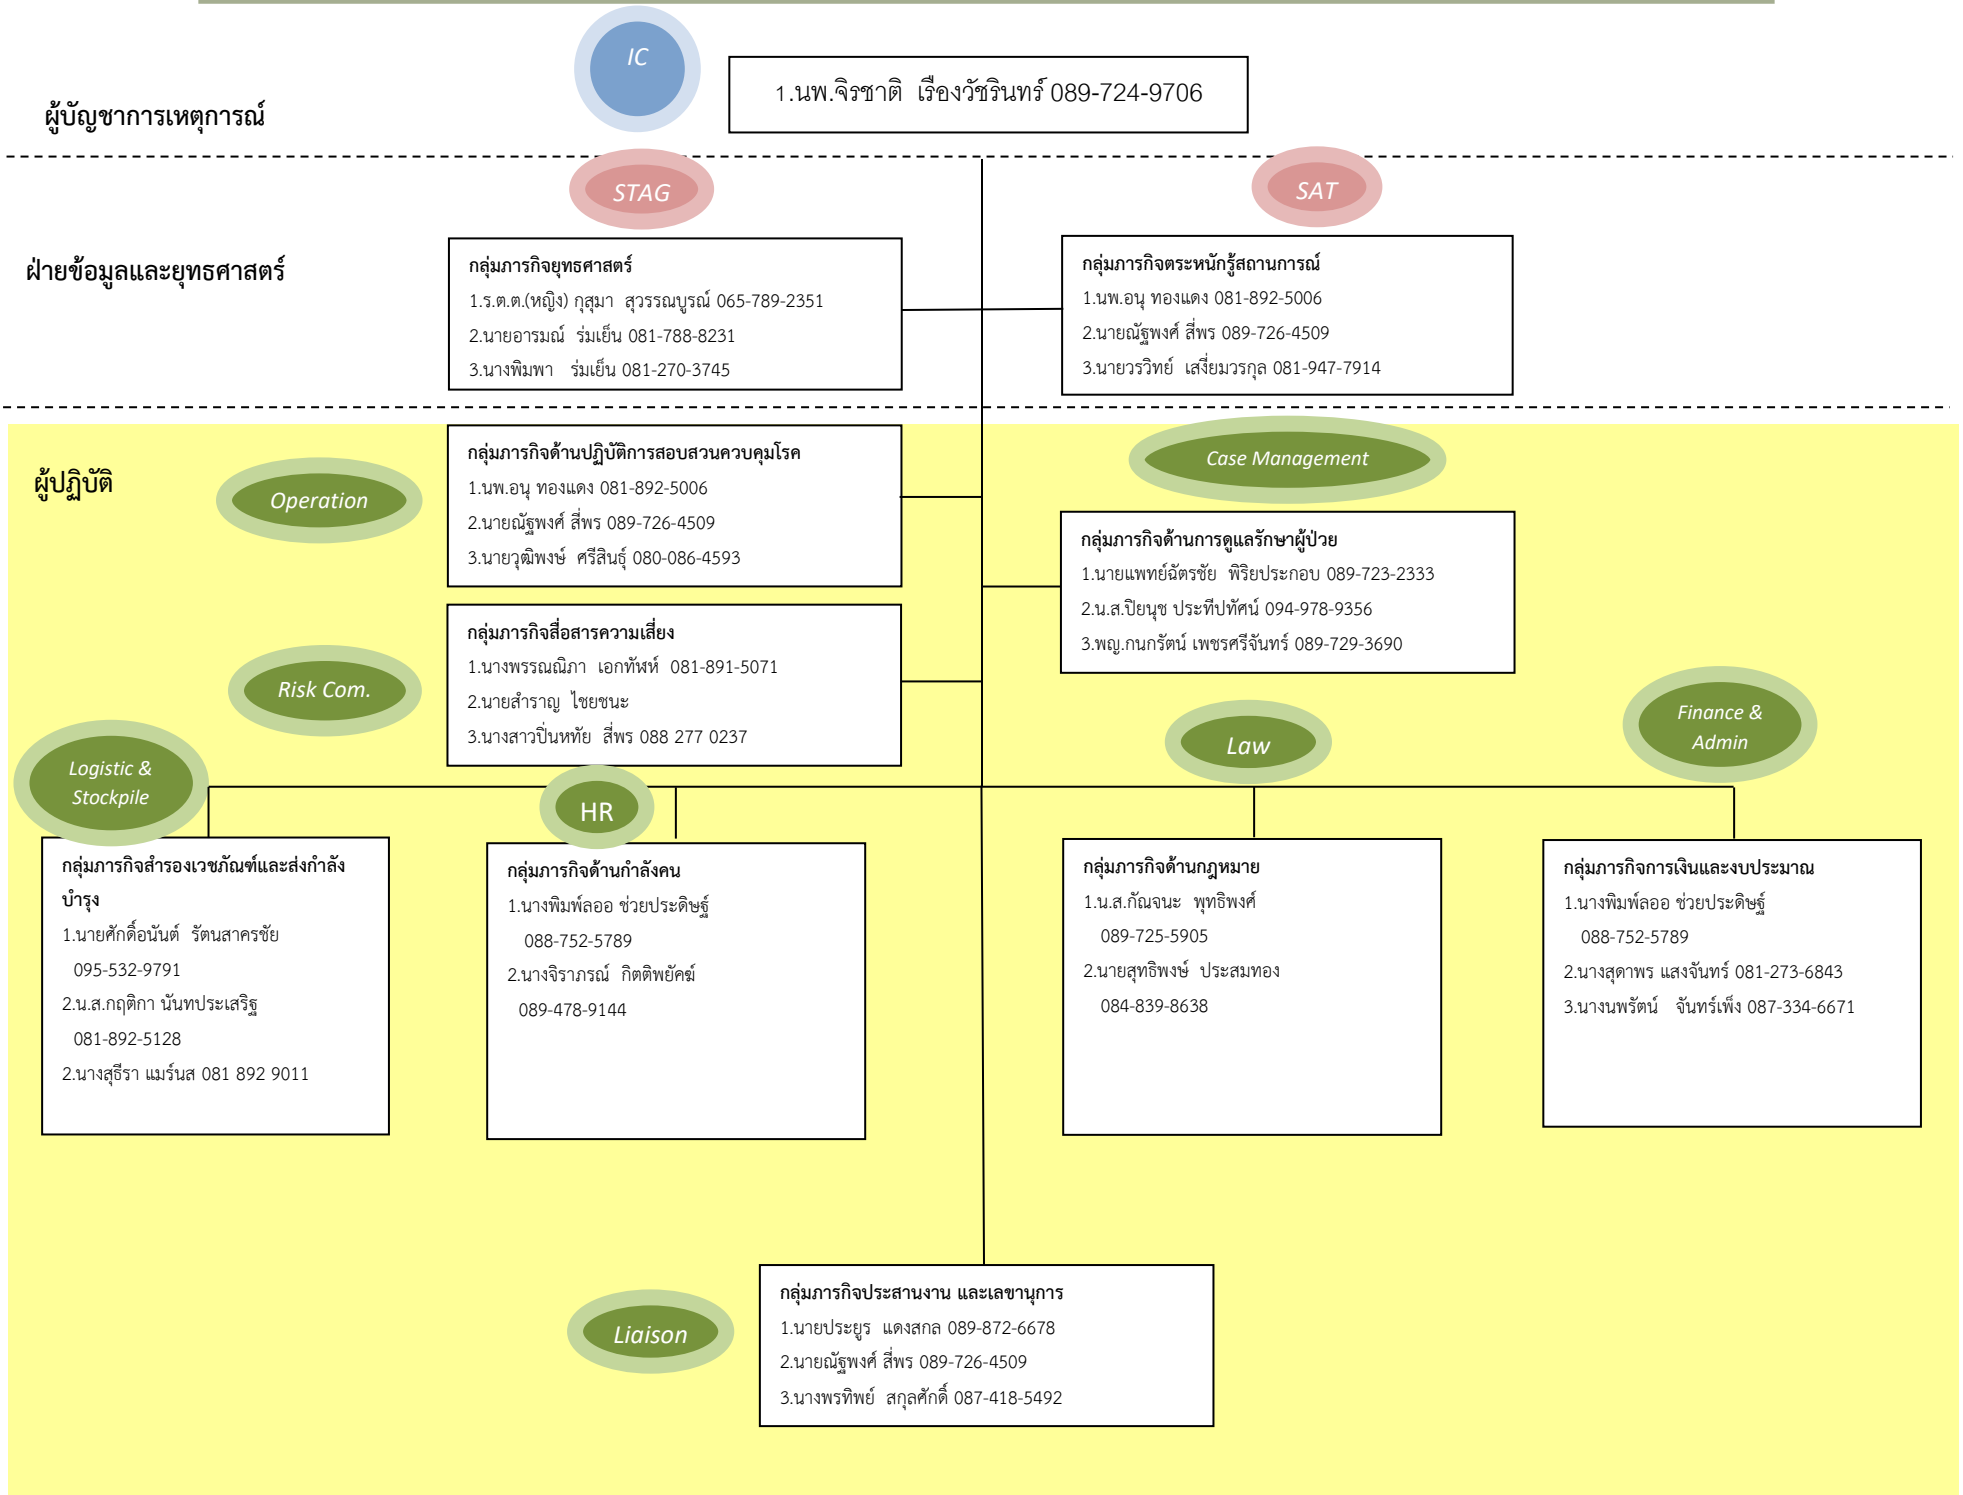 IC
1.นพ.จิรชาติ เรืองวัชรินทร์ 089-724-9706
ผู้บัญชาการเหตุการณ์
STAG
SAT
ฝ่ายข้อมูลและยุทธศาสตร์
กลุ่มภารกิจยุทธศาสตร์
1.ร.ต.ต.(หญิง) กุสุมา สุวรรณบูรณ์ 065-789-2351
2.นายอารมณ์ ร่มเย็น 081-788-8231
3.นางพิมพา ร่มเย็น 081-270-3745
กลุ่มภารกิจตระหนักรู้สถานการณ์
1.นพ.อนุ ทองแดง 081-892-5006
2.นายณัฐพงศ์ สี่พร 089-726-4509
3.นายวรวิทย์ เสงี่ยมวรกุล 081-947-7914
ผู้ปฏิบัติ
Operation
กลุ่มภารกิจด้านปฏิบัติการสอบสวนควบคุมโรค
1.นพ.อนุ ทองแดง 081-892-5006
2.นายณัฐพงศ์ สี่พร 089-726-4509
3.นายวุฒิพงษ์ ศรีสินธุ์ 080-086-4593
Case Management
กลุ่มภารกิจด้านการดูแลรักษาผู้ป่วย
1.นายแพทย์ฉัตรชัย พิริยประกอบ 089-723-2333
2.น.ส.ปิยนุช ประทีปทัศน์ 094-978-9356
3.พญ.กนกรัตน์ เพชรศรีจันทร์ 089-729-3690
Risk Com.
กลุ่มภารกิจสื่อสารความเสี่ยง
1.นางพรรณณิภา เอกทัฬห์ 081-891-5071
2.นายสำราญ ไชยชนะ
3.นางสาวปิ่นหทัย สี่พร 088 277 0237
Logistic &
Stockpile
HR
Law
Finance &
Admin
กลุ่มภารกิจสำรองเวชภัณฑ์และส่งกำลัง
บำรุง
1.นายศักดิ์อนันต์ รัตนสาครชัย
095-532-9791
2.น.ส.กฤติกา นันทประเสริฐ
081-892-5128
2.นางสุธีรา แมร์นส 081 892 9011
กลุ่มภารกิจด้านกำลังคน
1.นางพิมพ์ลออ ช่วยประดิษฐ์
088-752-5789
2.นางจิราภรณ์ กิตติพยัคฆ์
089-478-9144
กลุ่มภารกิจด้านกฎหมาย
1.น.ส.กัณจนะ พุทธิพงศ์
089-725-5905
2.นายสุทธิพงษ์ ประสมทอง
084-839-8638
กลุ่มภารกิจการเงินและงบประมาณ
1.นางพิมพ์ลออ ช่วยประดิษฐ์
088-752-5789
2.นางสุดาพร แสงจันทร์ 081-273-6843
3.นางนพรัตน์ จันทร์เพ็ง 087-334-6671
Liaison
กลุ่มภารกิจประสานงาน และเลขานุการ
1.นายประยูร แดงสกล 089-872-6678
2.นายณัฐพงศ์ สี่พร 089-726-4509
3.นางพรทิพย์ สกุลศักดิ์ 087-418-5492